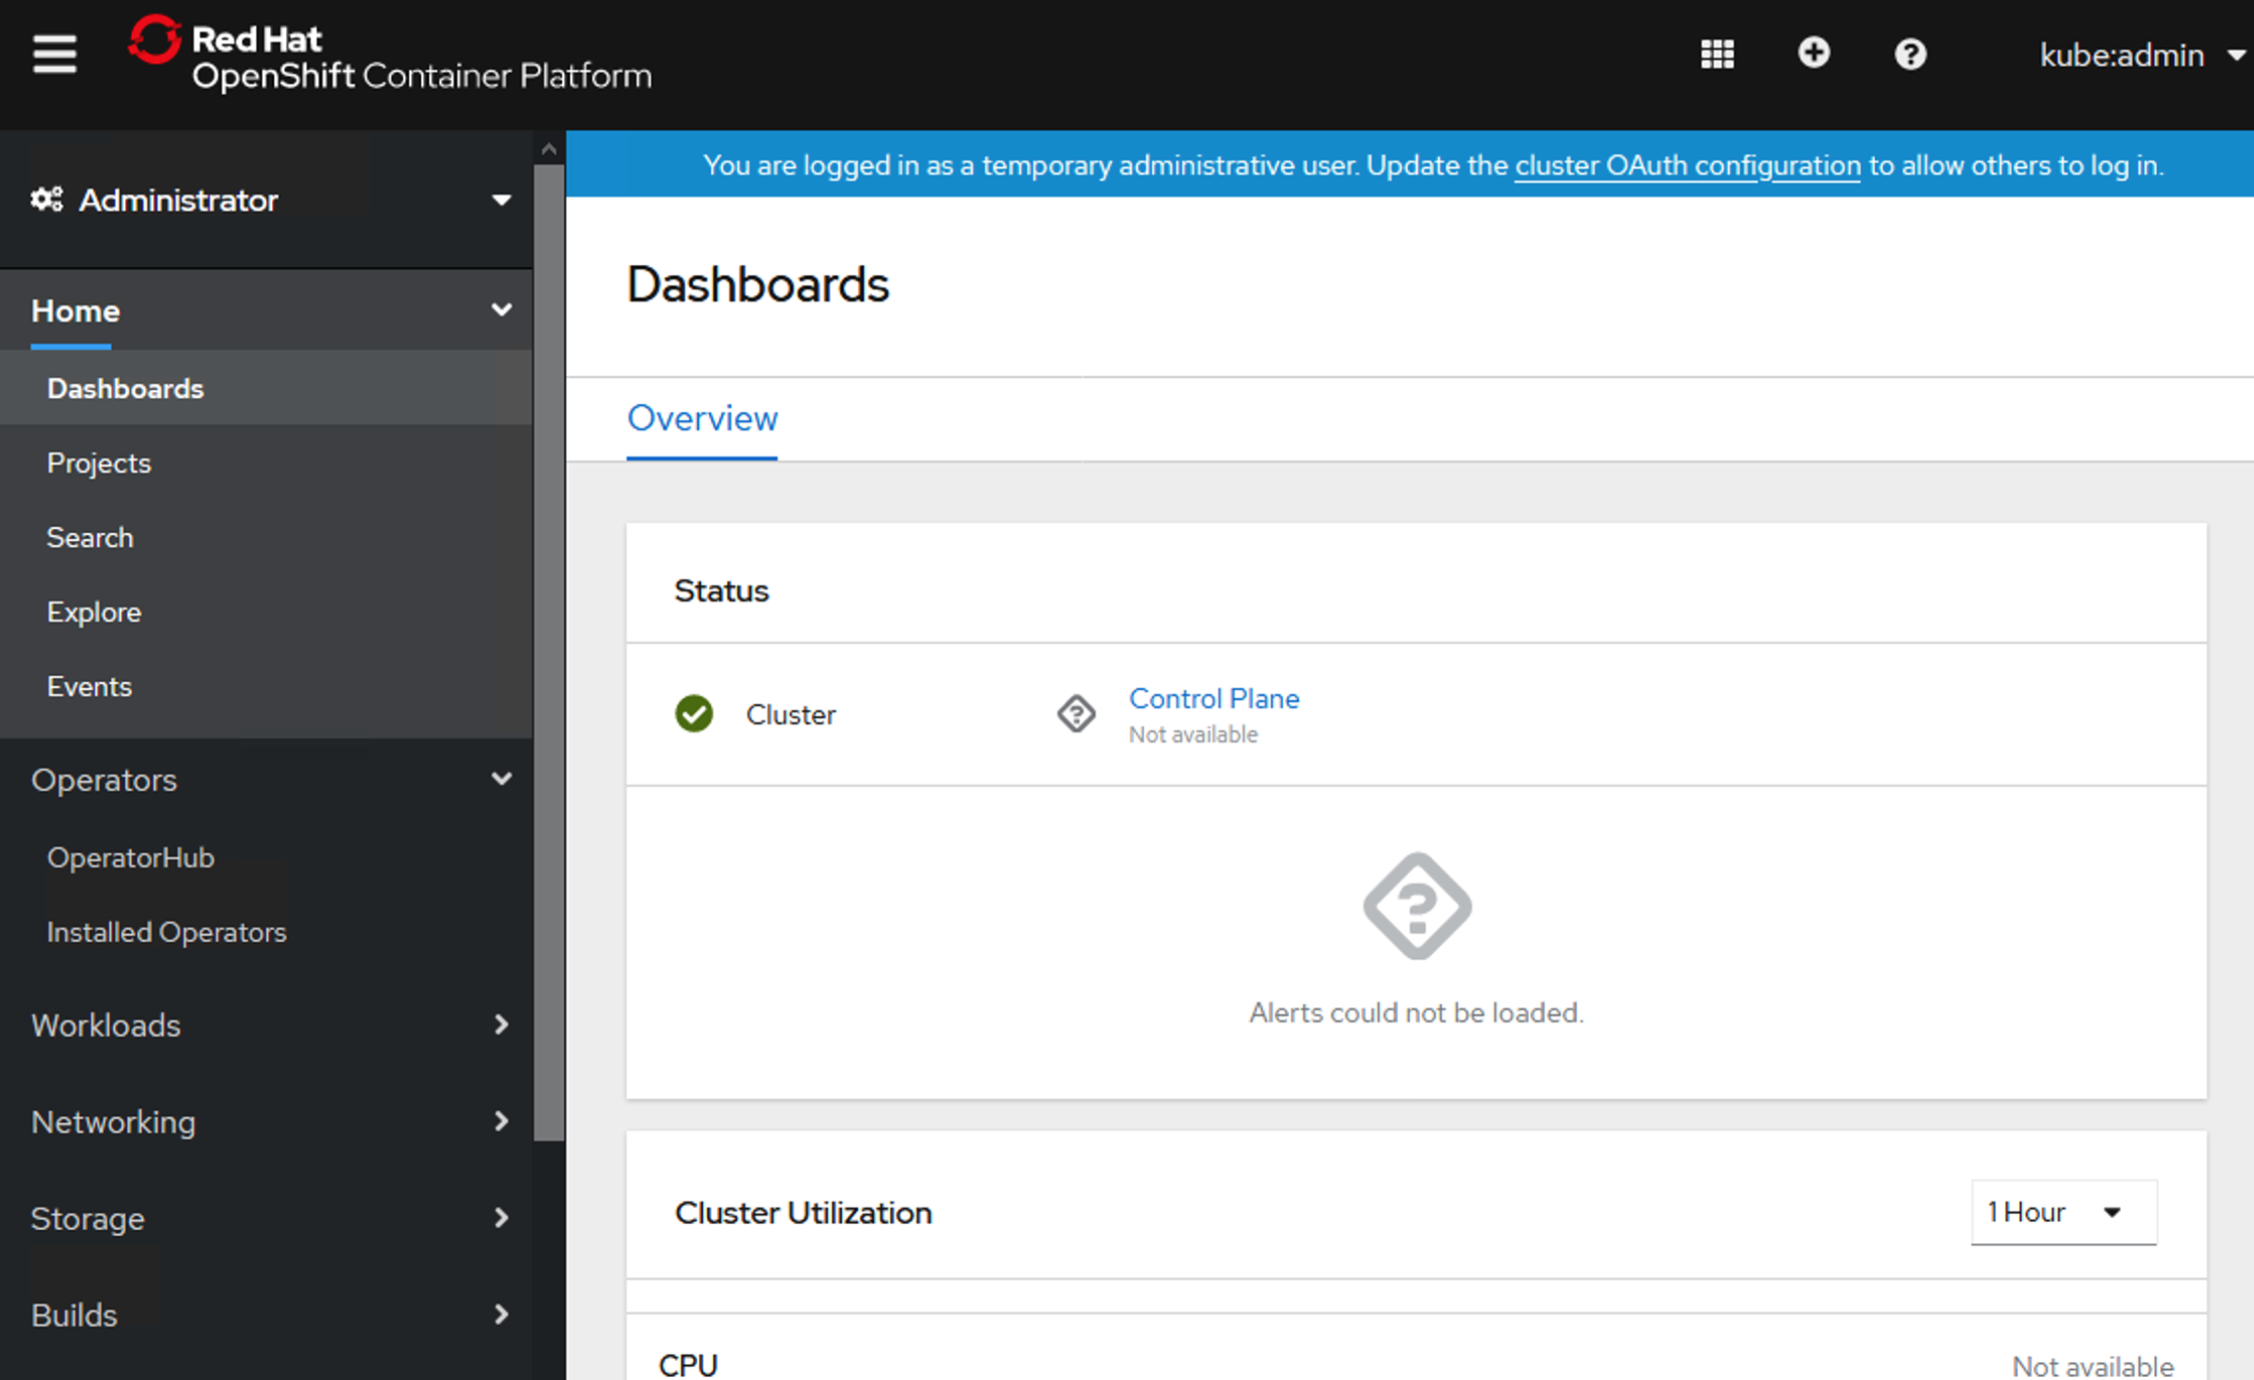 Red Hat
OpenShift Container Platform
kube:admin
Administrator
You are logged in as a temporary administrative user. Update the cluster OAuth configuration to allow others to log in.
Home
Dashboards
Projects
Search
Explore
Events
Operators
OperatorHub
Installed Operators
Workloads
Networking
Storage
Builds
Dashboards
Overview
Status
Cluster
Control Plane
Not available
Alerts could not be loaded.
Cluster Utilization
1 Hour
CPU
Not available